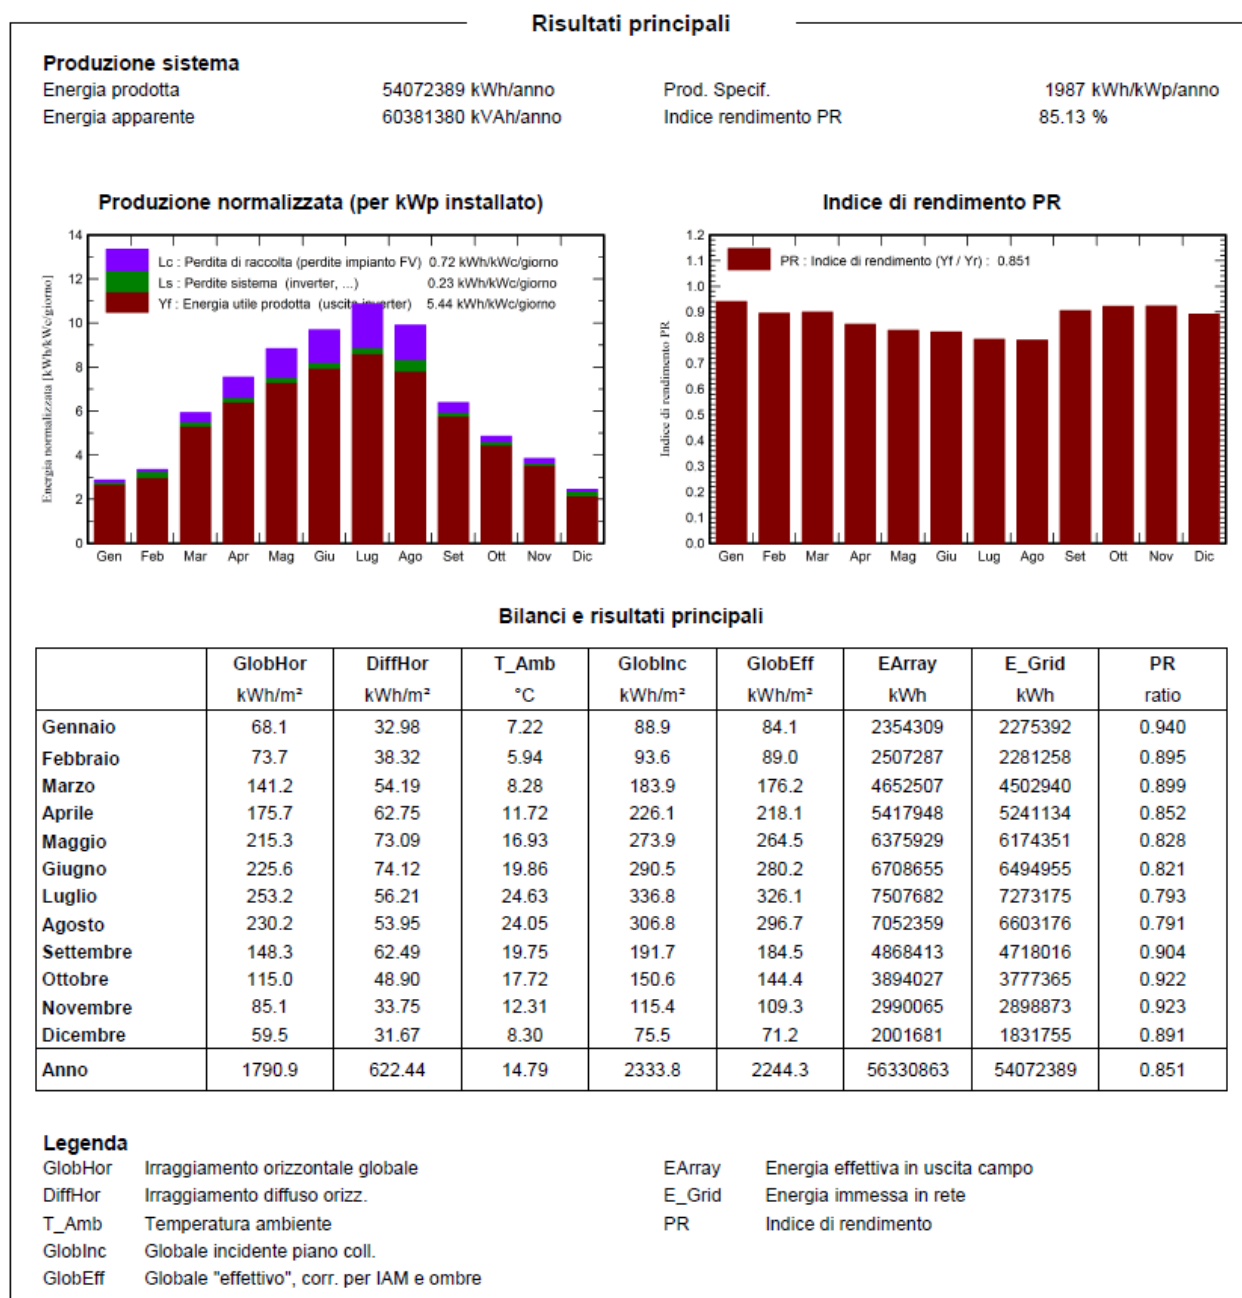 Risultati principali
Produzione sistema
Energia prodotta 54072389 kWh/anno Prod. Specif. 1987 kWh/kWp/anno
Energia apparente 60381380 kVAh/anno Indice rendimento PR 85.13 %
Produzione normalizzata (per kWp installato)
14
12
10
8
6
4
2
0
Energia normalizzata [kWh/kWc/giorno]
Lc : Perdita di raccolta (perdite impianto FV) 0.72 kWh/kWc/giorno
Ls : Perdite sistema (inverter, ...) 0.23 kWh/kWc/giorno
Yf : Energia utile prodotta (uscita inverter) 5.44 kWh/kWc/giorno
Gen Feb Mar Apr Mag Giu Lug Ago Set Ott Nov Dic
Indice di rendimento PR
1.2
1.1
1.0
0.9
0.8
0.7
0.6
0.5
0.4
0.3
0.2
0.1
0.0
Indice di rendimento PR
PR : Indice di rendimento (Yf / Yr) : 0.851
Gen Feb Mar Apr Mag Giu Lug Ago Set Ott Nov Dic
Bilanci e risultati principali
GlobHor DiffHor T_Amb GlobInc GlobEff EArray E_Grid PR
kWh/m² kWh/m² °C kWh/m² kWh/m² kWh kWh ratio
Gennaio 68.1 32.98 7.22 88.9 84.1 2354309 2275392 0.940
Febbraio 73.7 38.32 5.94 93.6 89.0 2507287 2281258 0.895
Marzo 141.2 54.19 8.28 183.9 176.2 4652507 4502940 0.899
Aprile 175.7 62.75 11.72 226.1 218.1 5417948 5241134 0.852
Maggio 215.3 73.09 16.93 273.9 264.5 6375929 6174351 0.828
Giugno 225.6 74.12 19.86 290.5 280.2 6708655 6494955 0.821
Luglio 253.2 56.21 24.63 336.8 326.1 7507682 7273175 0.793
Agosto 230.2 53.95 24.05 306.8 296.7 7052359 6603176 0.791
Settembre 148.3 62.49 19.75 191.7 184.5 4868413 4718016 0.904
Ottobre 115.0 48.90 17.72 150.6 144.4 3894027 3777365 0.922
Novembre 85.1 33.75 12.31 115.4 109.3 2990065 2898873 0.923
Dicembre 59.5 31.67 8.30 75.5 71.2 2001681 1831755 0.891
Anno 1790.9 622.44 14.79 2333.8 2244.3 56330863 54072389 0.851
Legenda
GlobHor Irraggiamento orizzontale globale
DiffHor Irraggiamento diffuso orizz.
T_Amb Temperatura ambiente
GlobInc Globale incidente piano coll.
GlobEff Globale "effettivo", corr. per IAM e ombre
EArray Energia effettiva in uscita campo
E_Grid Energia immessa in rete
PR Indice di rendimento